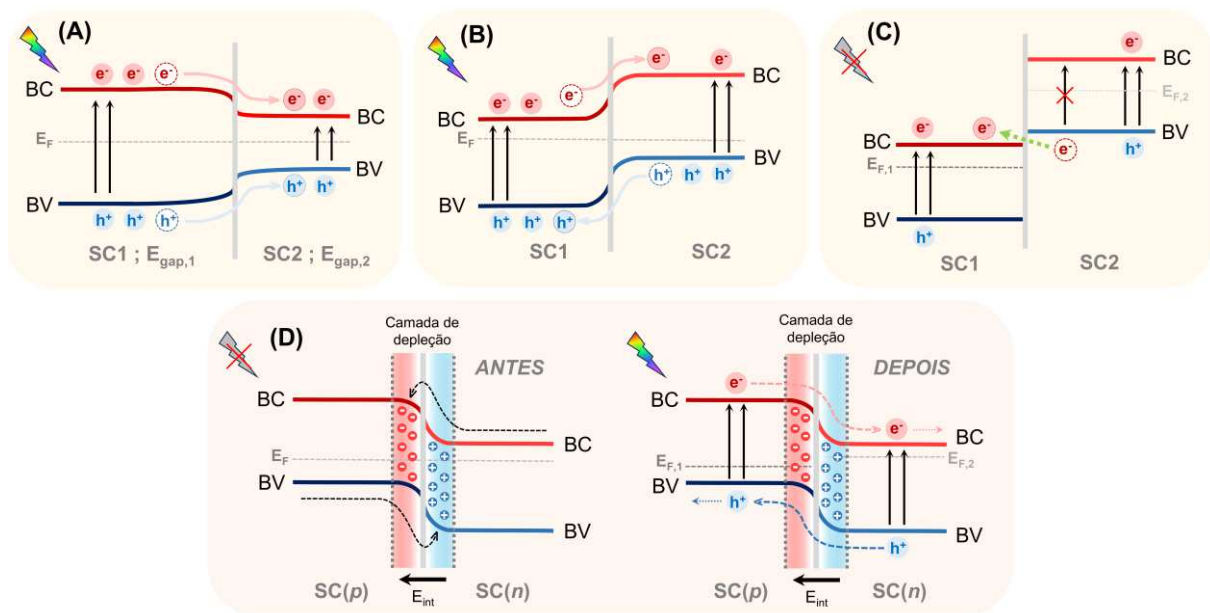 (A)
e⁻ e⁻ e⁻
BC
e⁻ e⁻
BC
E_F
BV
h⁺ h⁺
BV
h⁺ h⁺ h⁺
SC1 ; E_gap,1
SC2 ; E_gap,2
(B)
e⁻ e⁻
BC
e⁻ e⁻ e⁻
BC
E_F
h⁺ h⁺ h⁺
BV
BV
h⁺ h⁺ h⁺
SC1
SC2
(C)
e⁻
BC
E_F,2
e⁻ e⁻
BV
BC
e⁻
h⁺
E_F,1
BV
h⁺
SC1
SC2
(D)
Camada de
depleção
ANTES
BC
BC
E_F
BV
BV
SC(p)
E_int
SC(n)
Camada de
depleção
DEPOIS
e⁻
BC
e⁻
BC
E_F,1
E_F,2
BV
h⁺
BV
h⁺
SC(p)
E_int
SC(n)